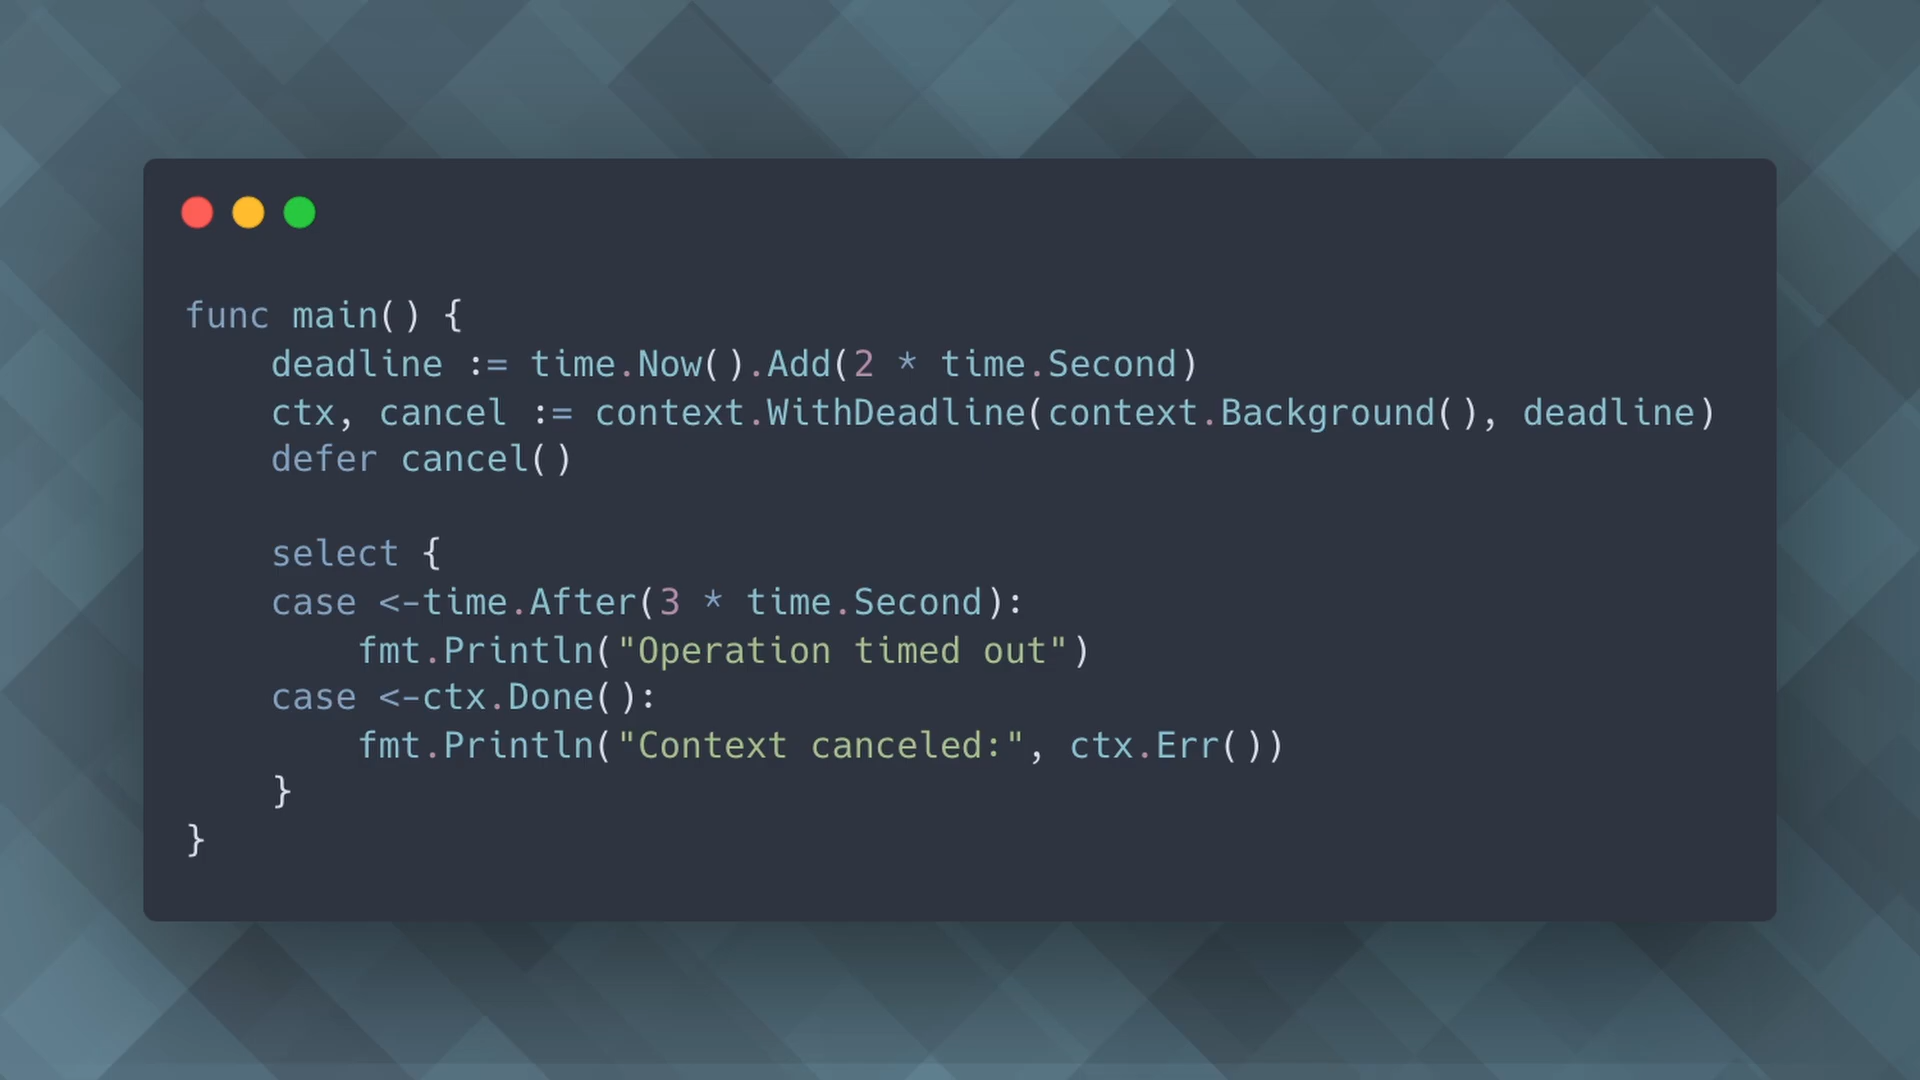 func main() {
    deadline := time.Now().Add(2 * time.Second)
    ctx, cancel := context.WithDeadline(context.Background(), deadline)
    defer cancel()

    select {
    case <-time.After(3 * time.Second):
        fmt.Println("Operation timed out")
    case <-ctx.Done():
        fmt.Println("Context canceled:", ctx.Err())
    }
}